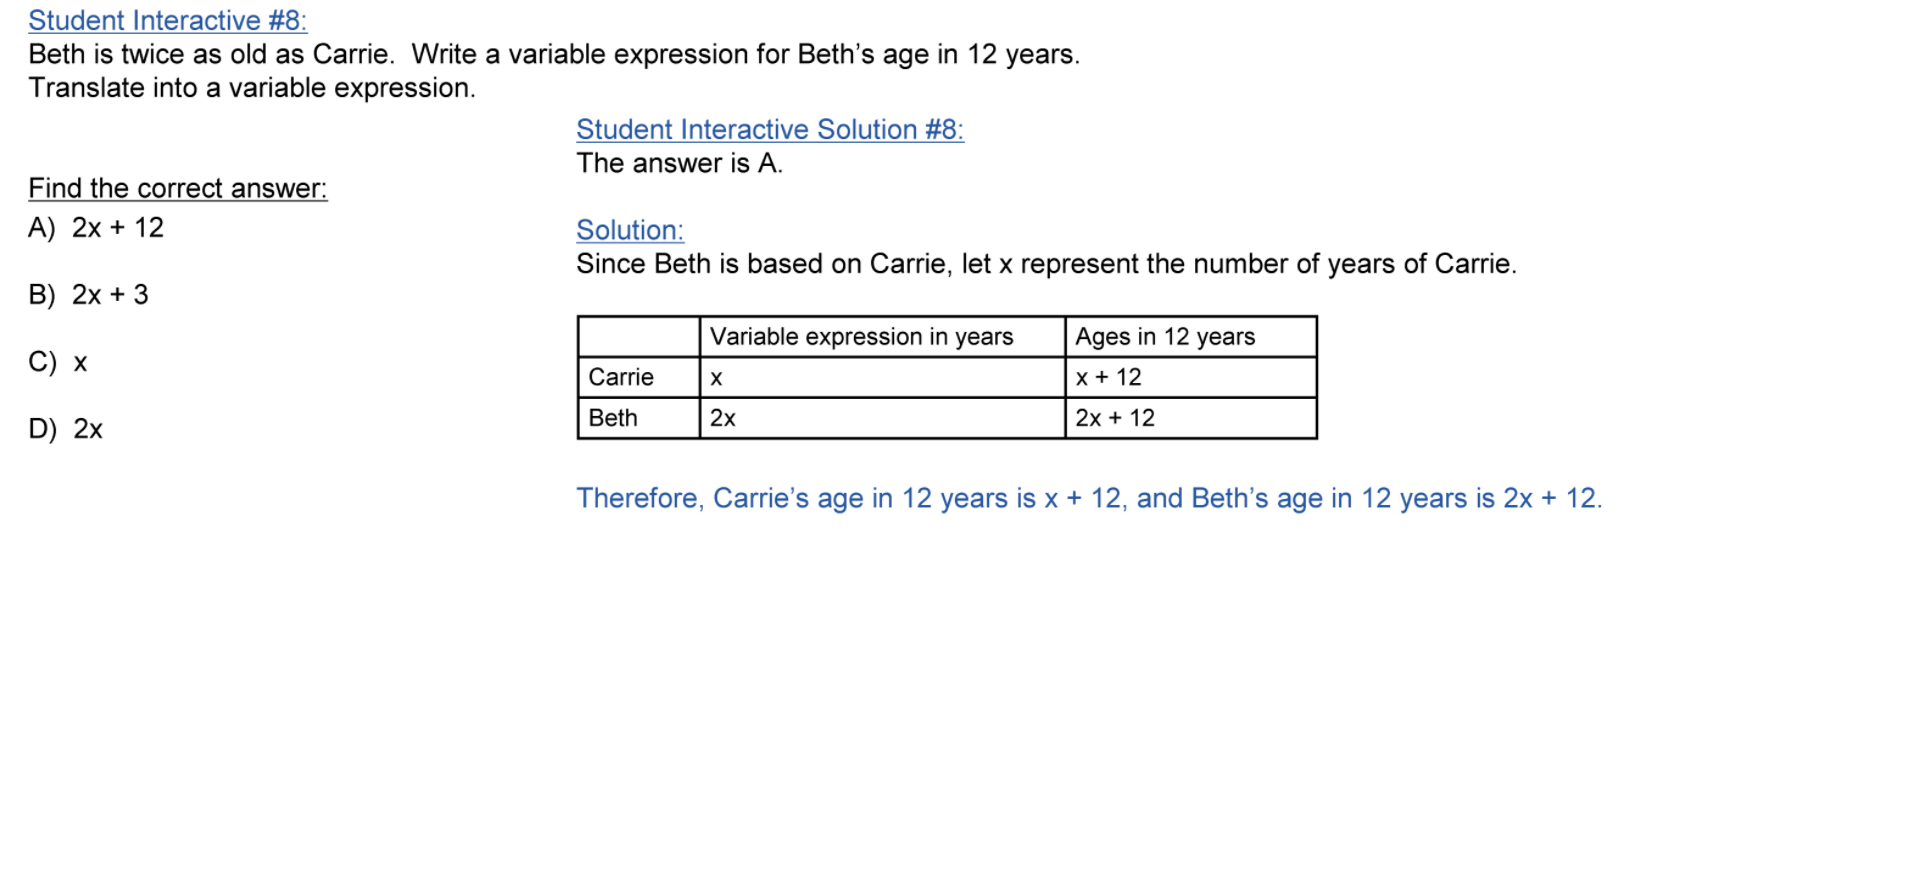 Student Interactive #8:
Beth is twice as old as Carrie.  Write a variable expression for Beth’s age in 12 years.
Translate into a variable expression.
Find the correct answer:
A)  2x + 12
B)  2x + 3
C)  x
D)  2x
Student Interactive Solution #8:
The answer is A.
Solution:
Since Beth is based on Carrie, let x represent the number of years of Carrie.
Variable expression in years  Ages in 12 years
Carrie  x  x + 12
Beth  2x  2x + 12
Therefore, Carrie’s age in 12 years is x + 12, and Beth’s age in 12 years is 2x + 12.